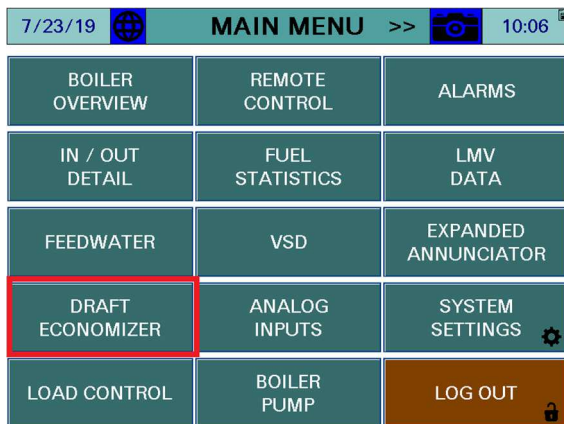 7/23/19 MAIN MENU >> 10:06
BOILER OVERVIEW
REMOTE CONTROL
ALARMS
IN / OUT DETAIL
FUEL STATISTICS
LMV DATA
FEEDWATER
VSD
EXPANDED ANNUNCIATOR
DRAFT ECONOMIZER
ANALOG INPUTS
SYSTEM SETTINGS
LOAD CONTROL
BOILER PUMP
LOG OUT